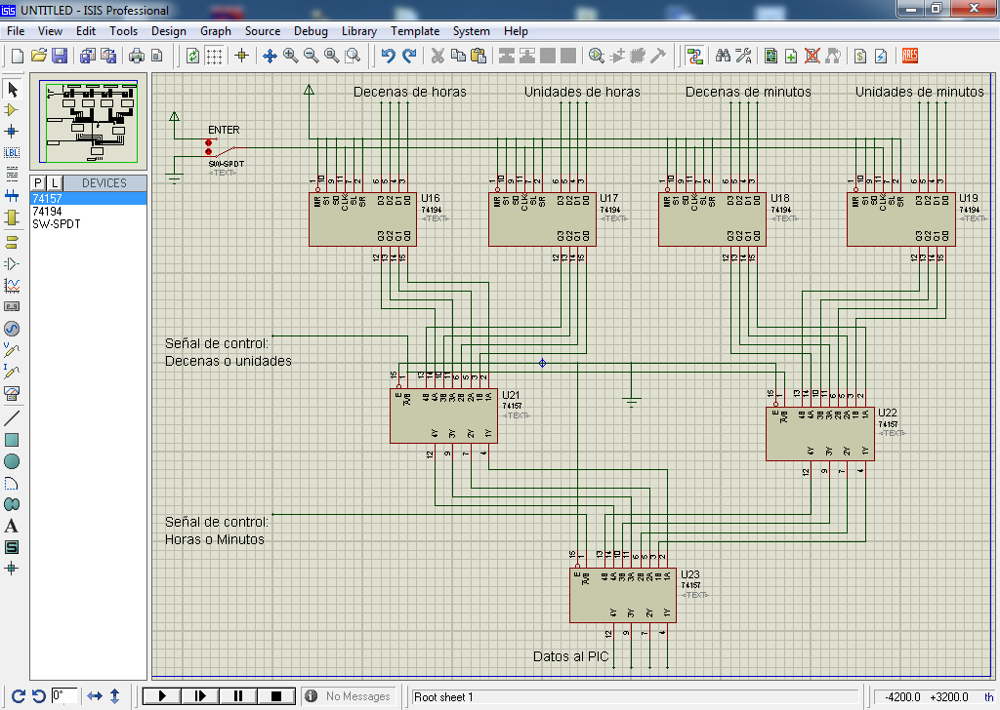 UNTITLED - ISIS Professional
File View Edit Tools Design Graph Source Debug Library Template System Help
P L DEVICES
74157
74194
SW-SPDT
Decenas de horas Unidades de horas Decenas de minutos Unidades de minutos
ENTER
SW-SPDT
<TEXT>
1 10 9 11 7 2 6 5 4 3 1 10 9 11 7 2 6 5 4 3 1 10 9 11 7 2 6 5 4 3 1 10 9 11 7 2 6 5 4 3
MR S1 S0 CLK SL SR D3 D2 D1 D0 MR S1 S0 CLK SL SR D3 D2 D1 D0 MR S1 S0 CLK SL SR D3 D2 D1 D0 MR S1 S0 CLK SL SR D3 D2 D1 D0
U16 U17 U18 U19
74194 74194 74194 74194
<TEXT> <TEXT> <TEXT> <TEXT>
Q3 Q2 Q1 Q0 Q3 Q2 Q1 Q0 Q3 Q2 Q1 Q0 Q3 Q2 Q1 Q0
12 13 14 15 12 13 14 15 12 13 14 15 12 13 14 15
Señal de control:
Decenas o unidades
15 1 13 14 10 11 6 5 3 2
E A/B 4B 4A 3B 3A 2B 2A 1B 1A
U21
74157
<TEXT>
4Y 3Y 2Y 1Y
12 9 7 4
15 1 13 14 10 11 6 5 3 2
E A/B 4B 4A 3B 3A 2B 2A 1B 1A
U22
74157
<TEXT>
4Y 3Y 2Y 1Y
12 9 7 4
Señal de control:
Horas o Minutos
15 1 13 14 10 11 6 5 3 2
E A/B 4B 4A 3B 3A 2B 2A 1B 1A
U23
74157
<TEXT>
4Y 3Y 2Y 1Y
12 9 7 4
Datos al PIC
0° No Messages Root sheet 1 -4200.0 +3200.0 th